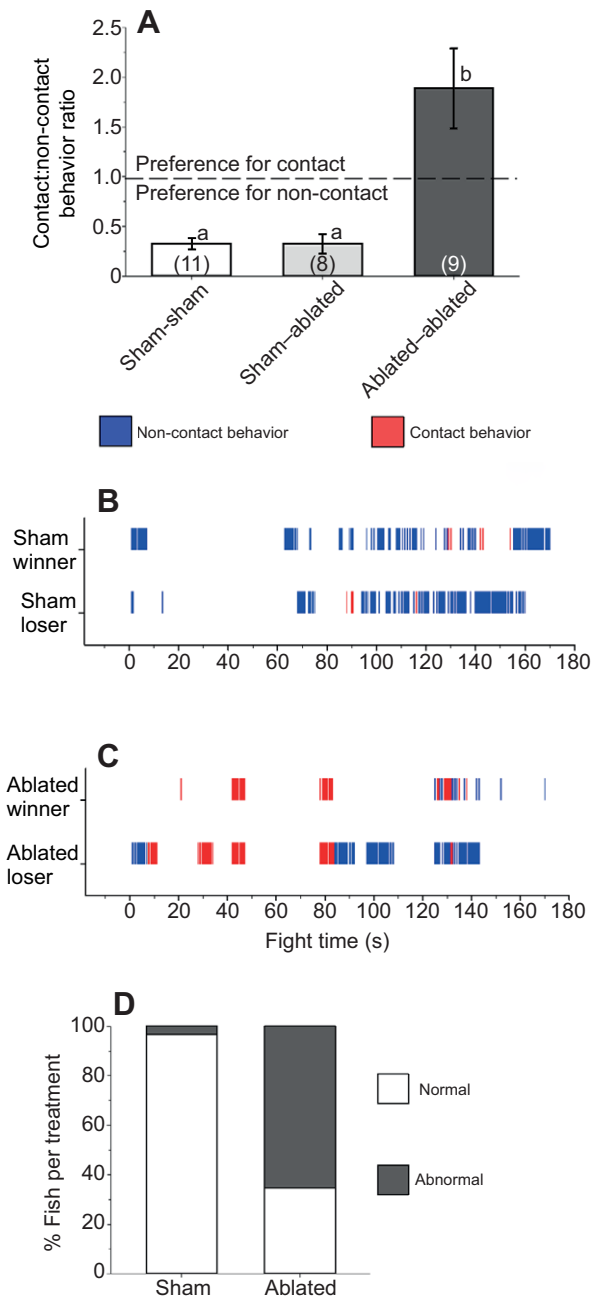 A
Contact:non-contact
behavior ratio
2.5
2.0
1.5
1.0
0.5
0
Preference for contact
Preference for non-contact
a
a
b
(11)
(8)
(9)
Sham-sham
Sham–ablated
Ablated–ablated
Non-contact behavior
Contact behavior
B
Sham
winner
Sham
loser
0 20 40 60 80 100 120 140 160 180
C
Ablated
winner
Ablated
loser
0 20 40 60 80 100 120 140 160 180
Fight time (s)
D
% Fish per treatment
100
80
60
40
20
0
Normal
Abnormal
Sham Ablated